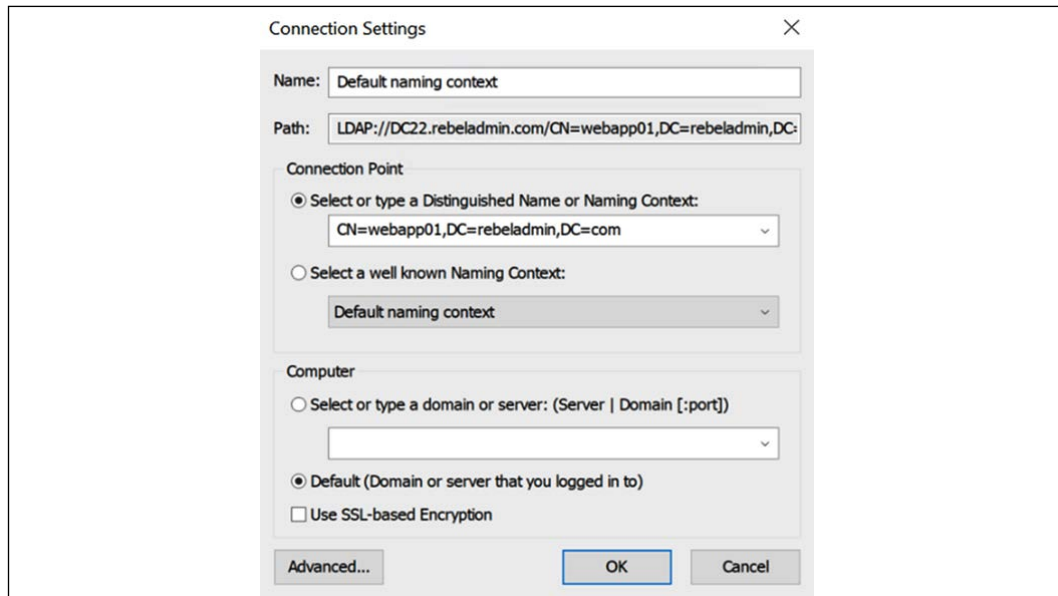 Connection Settings
Name: Default naming context
Path: LDAP://DC22.rebeladmin.com/CN=webapp01,DC=rebeladmin,DC=
Connection Point
Select or type a Distinguished Name or Naming Context:
CN=webapp01,DC=rebeladmin,DC=com
Select a well known Naming Context:
Default naming context
Computer
Select or type a domain or server: (Server | Domain [:port])
Default (Domain or server that you logged in to)
Use SSL-based Encryption
Advanced... OK Cancel